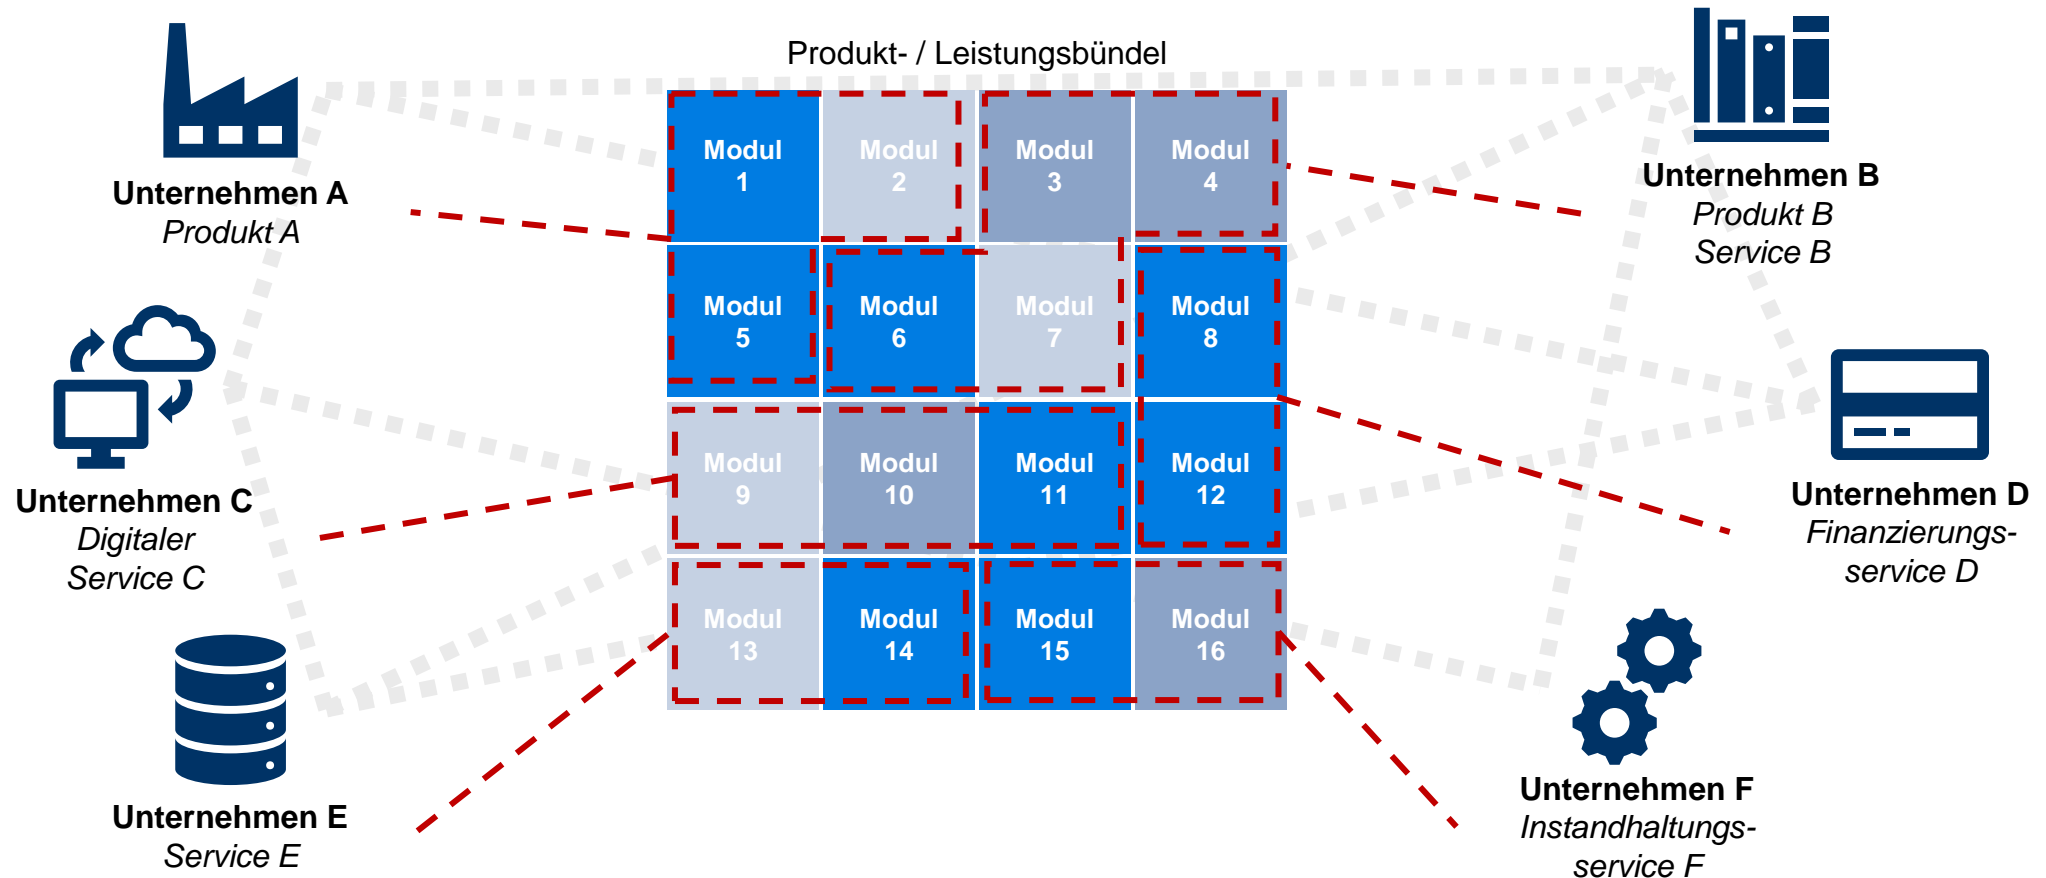 Produkt- / Leistungsbündel
Unternehmen A
Produkt A
Unternehmen B
Produkt B
Service B
Unternehmen C
Digitaler
Service C
Unternehmen D
Finanzierungs-
service D
Unternehmen E
Service E
Unternehmen F
Instandhaltungs-
service F
Modul
1
Modul
2
Modul
3
Modul
4
Modul
5
Modul
6
Modul
7
Modul
8
Modul
9
Modul
10
Modul
11
Modul
12
Modul
13
Modul
14
Modul
15
Modul
16